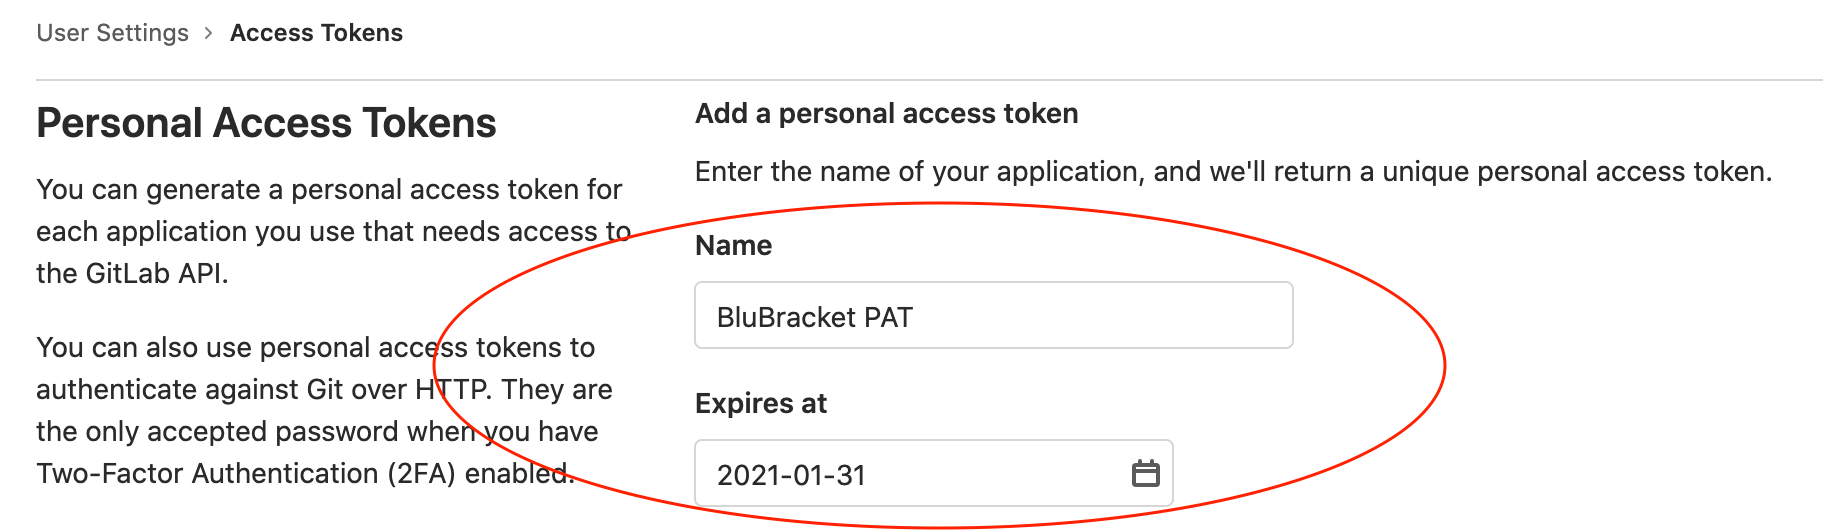 User Settings > Access Tokens
Personal Access Tokens
You can generate a personal access token for
each application you use that needs access to
the GitLab API.
You can also use personal access tokens to
authenticate against Git over HTTP. They are
the only accepted password when you have
Two-Factor Authentication (2FA) enabled.
Add a personal access token
Enter the name of your application, and we'll return a unique personal access token.
Name
BluBracket PAT
Expires at
2021-01-31